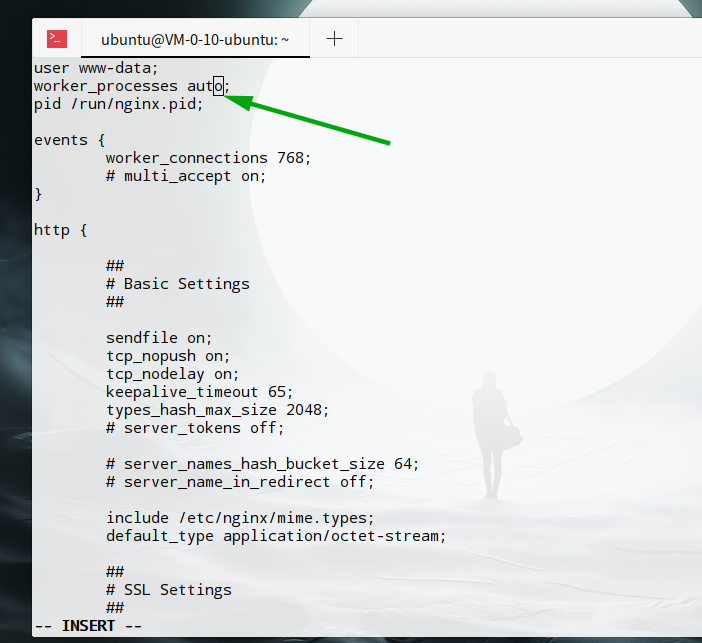 >_ ubuntu@VM-0-10-ubuntu: ~ +
user www-data;
worker_processes auto;
pid /run/nginx.pid;
events {
worker_connections 768;
# multi_accept on;
}
http {
##
# Basic Settings
##
sendfile on;
tcp_nopush on;
tcp_nodelay on;
keepalive_timeout 65;
types_hash_max_size 2048;
# server_tokens off;
# server_names_hash_bucket_size 64;
# server_name_in_redirect off;
include /etc/nginx/mime.types;
default_type application/octet-stream;
##
# SSL Settings
##
-- INSERT --